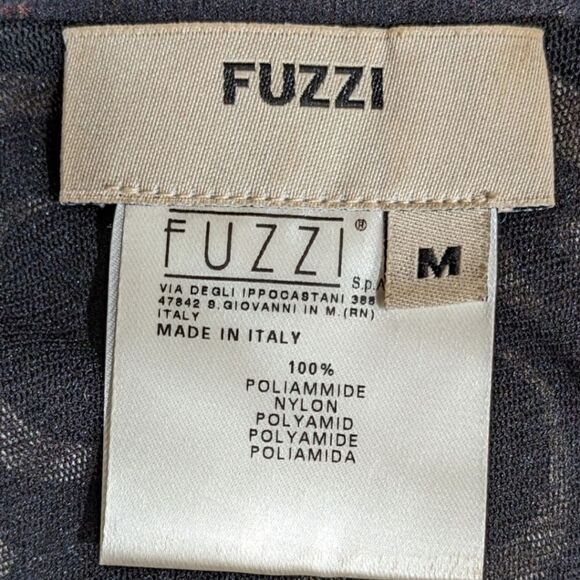 FUZZI
FUZZI®
S.p.A
M
VIA DEGLI IPPOCASTANI 388
47842 S.GIOVANNI IN M.(RN)
ITALY
MADE IN ITALY
100%
POLIAMMIDE
NYLON
POLYAMID
POLYAMIDE
POLIAMIDA